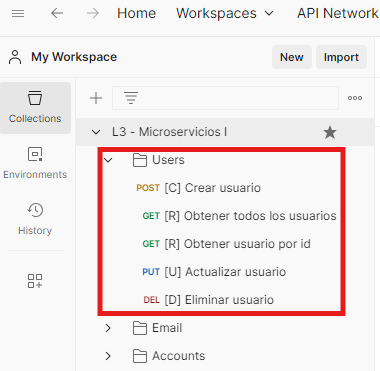 Home Workspaces API Network
My Workspace New Import
Collections
L3 - Microservicios I
Users
Environments
POST [C] Crear usuario
GET [R] Obtener todos los usuarios
History
GET [R] Obtener usuario por id
PUT [U] Actualizar usuario
DEL [D] Eliminar usuario
Email
Accounts